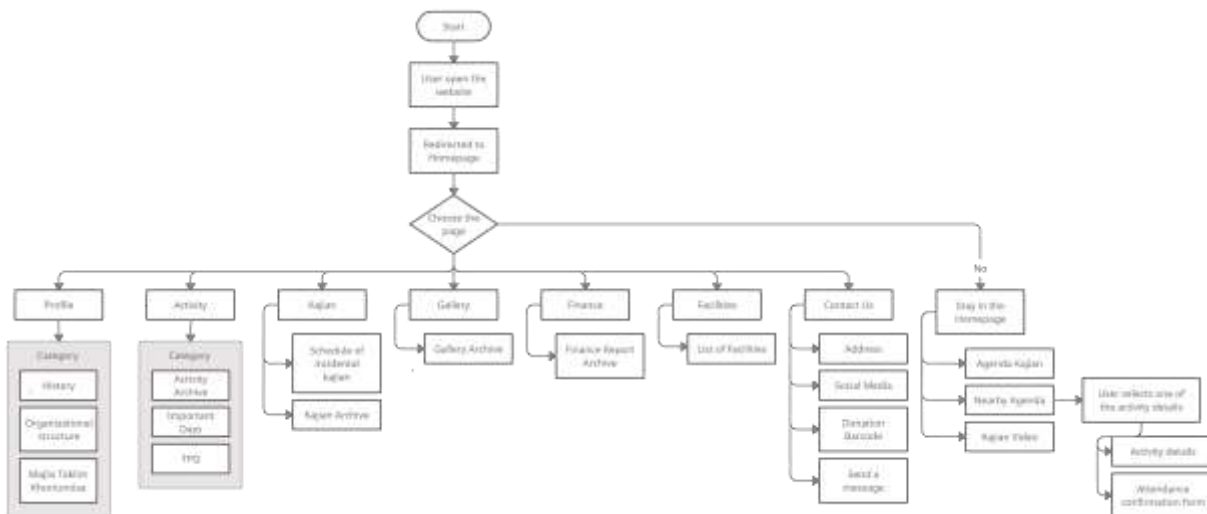 Start
User open the
website
Redirected to
Homepage
Choose the
page
No
Profile
Activity
Kajian
Gallery
Finance
Facilities
Contact Us
Stay in the
Homepage
Category
History
Organizational
structure
Majlis Taklim
Category
Activity
Archive
Important
TPQ
Schedule of
incidental
kajian
Kajian Archive
Gallery Archive
Finance Report
Archive
List of Facilities
Address
Social Media
Donation
Barcode
Send a
message
Agenda Kajian
Nearby Agenda
Kajian Video
User selects one of
the activity details
Activity details
Attendance
confirmation form